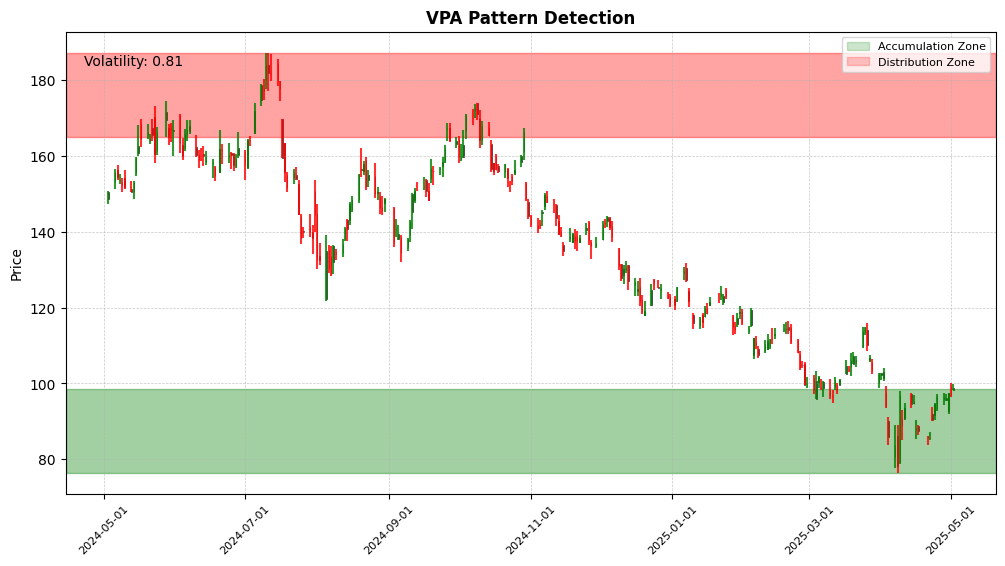 VPA Pattern Detection
Volatility: 0.81
Accumulation Zone
Distribution Zone
Price
180
160
140
120
100
80
2024-05-01
2024-07-01
2024-09-01
2024-11-01
2025-01-01
2025-03-01
2025-05-01